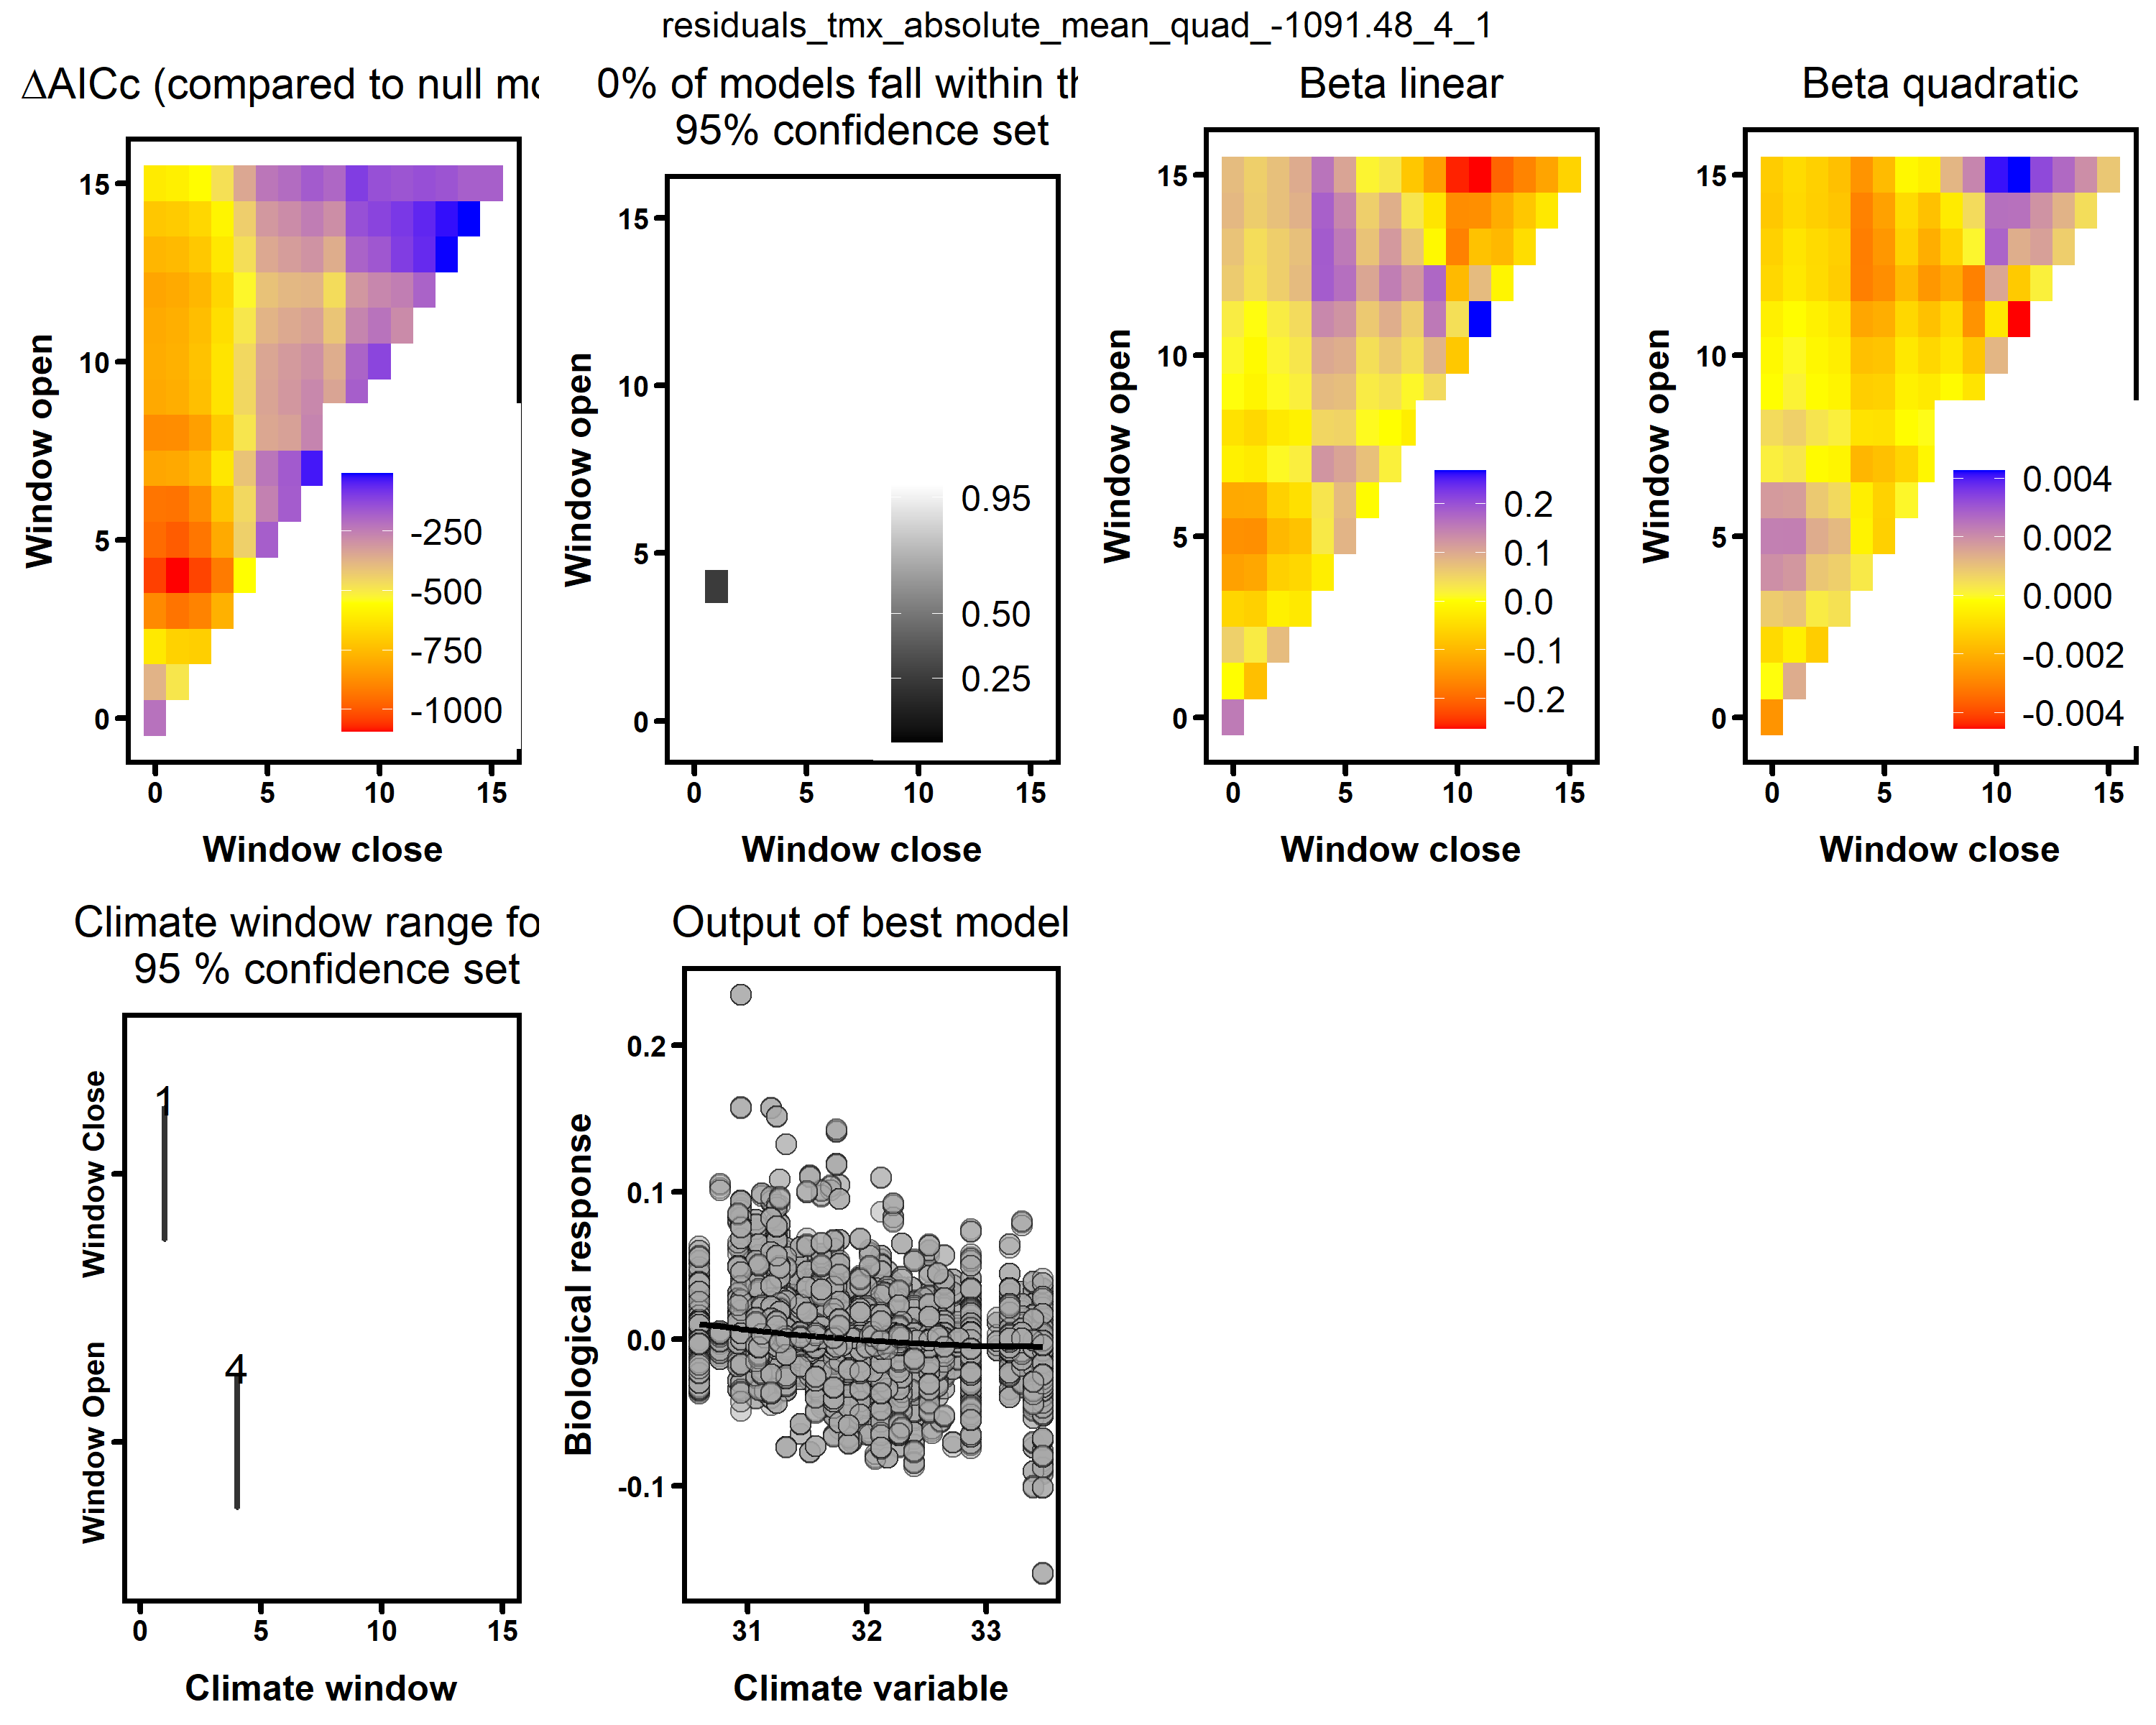 residuals_tmx_absolute_mean_quad_-1091.48_4_1
ΔAICc (compared to null mo
Window open
15
10
5
0
-250
-500
-750
-1000
0 5 10 15
Window close
0% of models fall within th
95% confidence set
Window open
15
10
5
0
0.95
0.50
0.25
0 5 10 15
Window close
Beta linear
Window open
15
10
5
0
0.2
0.1
0.0
-0.1
-0.2
0 5 10 15
Window close
Beta quadratic
Window open
15
10
5
0
0.004
0.002
0.000
-0.002
-0.004
0 5 10 15
Window close
Climate window range fo
95 % confidence set
Window Close
Window Open
1
4
0 5 10 15
Climate window
Output of best model
Biological response
0.2
0.1
0.0
-0.1
31 32 33
Climate variable